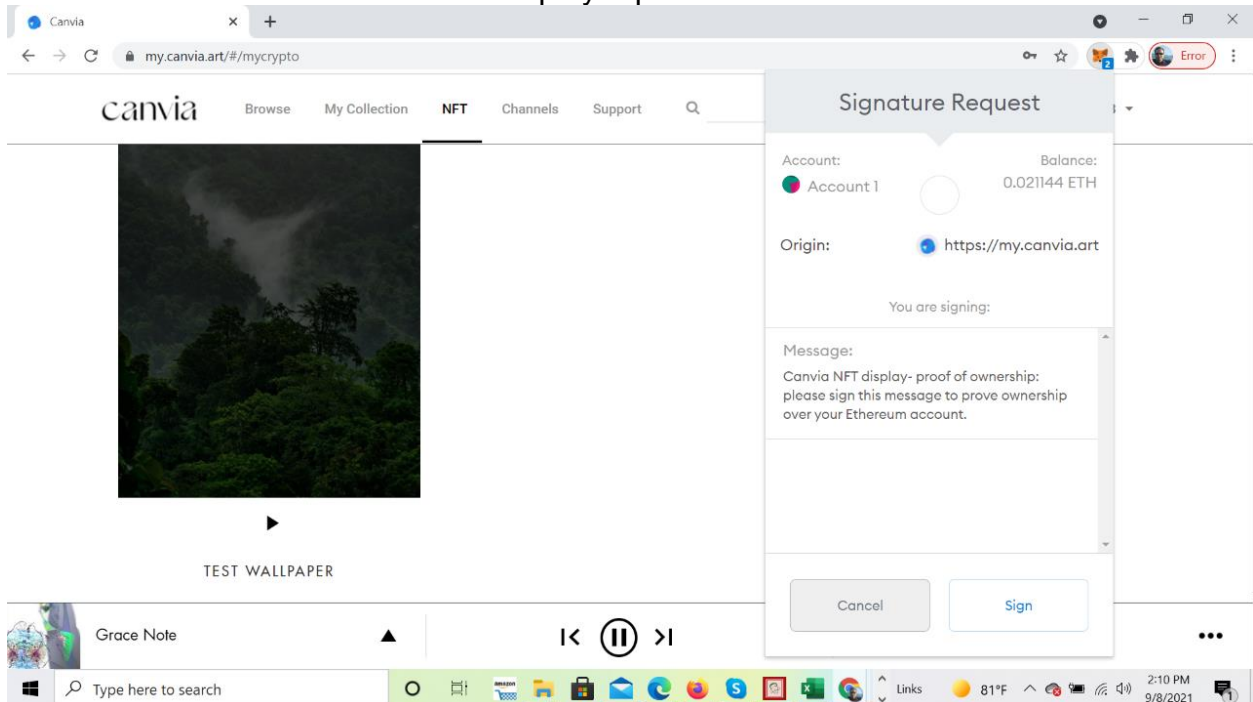 Canvia
my.canvia.art/#/mycrypto
2
Error
canvia
Browse
My Collection
NFT
Channels
Support
Signature Request
Account:
Balance:
Account 1
0.021144 ETH
Origin:
https://my.canvia.art
You are signing:
Message:
Canvia NFT display- proof of ownership:
please sign this message to prove ownership
over your Ethereum account.
TEST WALLPAPER
Cancel
Sign
Grace Note
Type here to search
amazon
Links
81°F
2:10 PM
9/8/2021
1